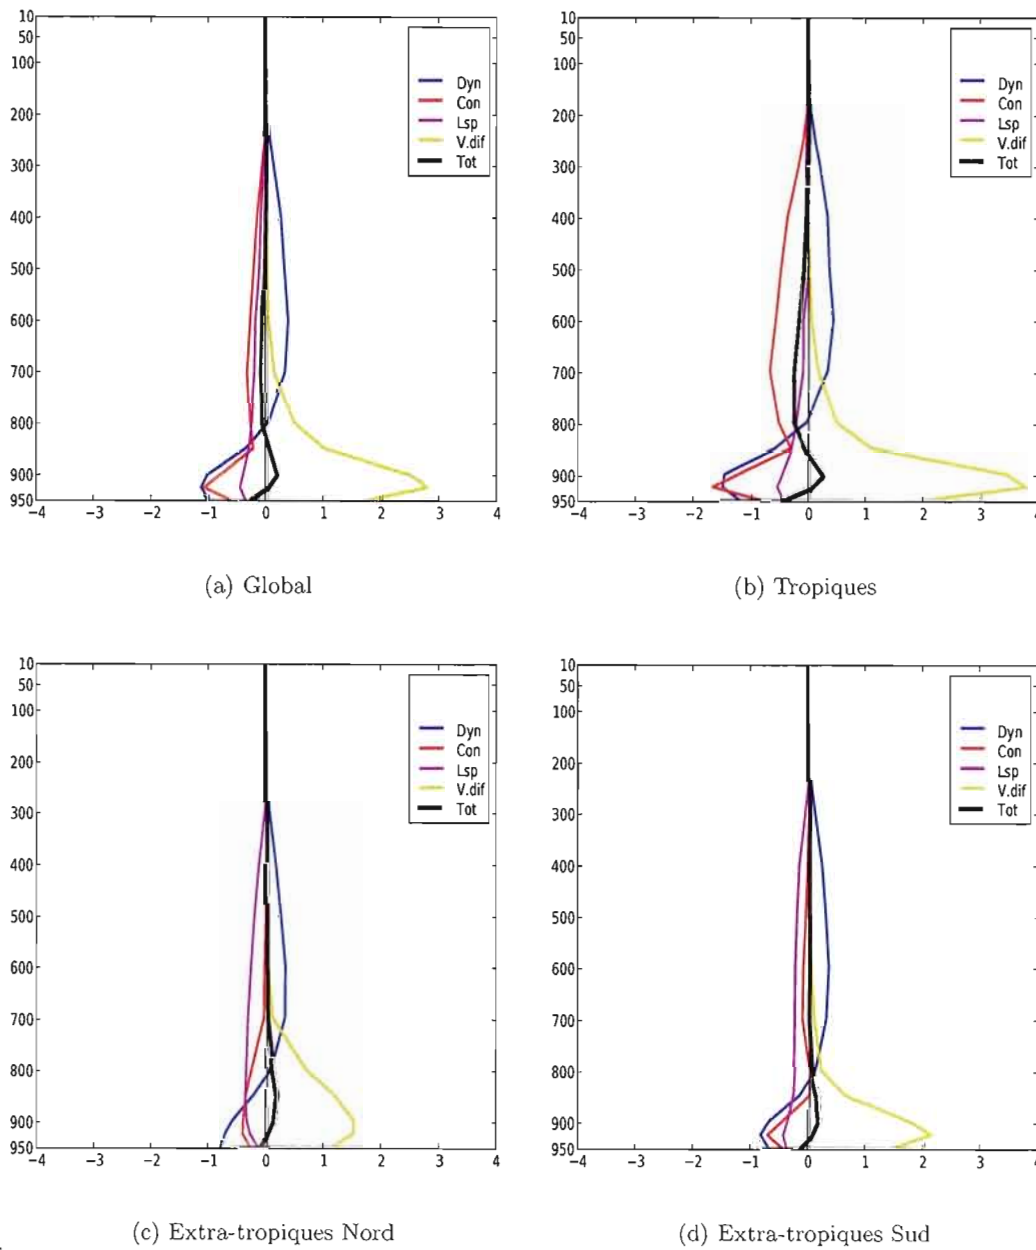 10
50
100
200
300
400
500
600
700
800
900
950
−4 −3 −2 −1 0 1 2 3 4
Dyn
Con
Lsp
V.dif
Tot
(a) Global
10
50
100
200
300
400
500
600
700
800
900
950
−4 −3 −2 −1 0 1 2 3 4
Dyn
Con
Lsp
V.dif
Tot
(b) Tropiques
10
50
100
200
300
400
500
600
700
800
900
950
−4 −3 −2 −1 0 1 2 3 4
Dyn
Con
Lsp
V.dif
Tot
(c) Extra-tropiques Nord
10
50
100
200
300
400
500
600
700
800
900
950
−4 −3 −2 −1 0 1 2 3 4
Dyn
Con
Lsp
V.dif
Tot
(d) Extra-tropiques Sud